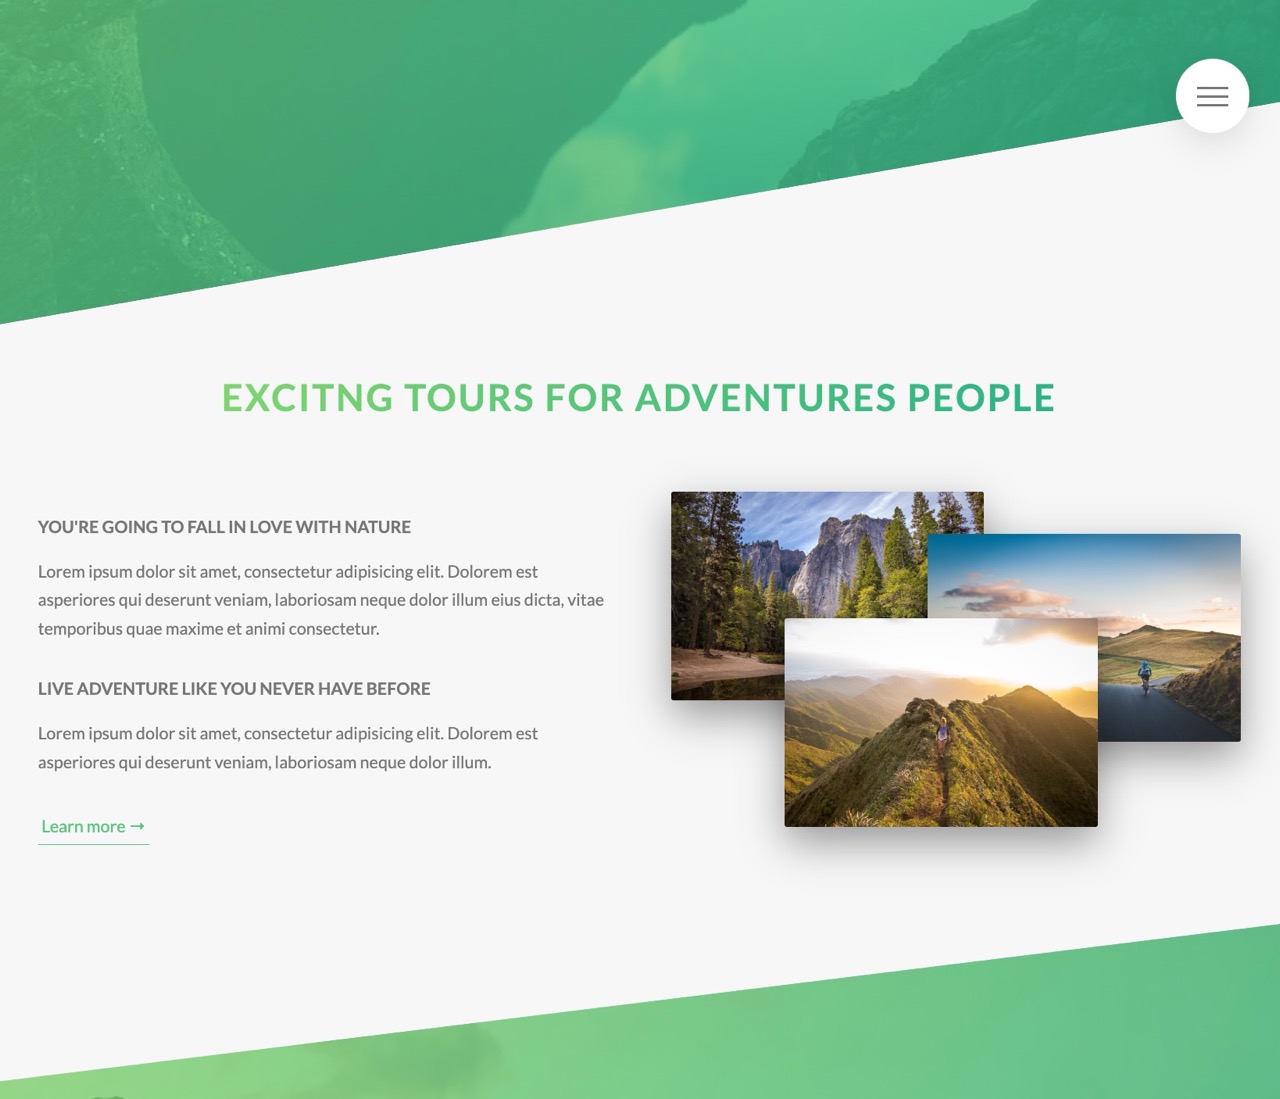 EXCITNG TOURS FOR ADVENTURES PEOPLE
YOU'RE GOING TO FALL IN LOVE WITH NATURE
Lorem ipsum dolor sit amet, consectetur adipisicing elit. Dolorem est
asperiores qui deserunt veniam, laboriosam neque dolor illum eius dicta, vitae
temporibus quae maxime et animi consectetur.
LIVE ADVENTURE LIKE YOU NEVER HAVE BEFORE
Lorem ipsum dolor sit amet, consectetur adipisicing elit. Dolorem est
asperiores qui deserunt veniam, laboriosam neque dolor illum.
Learn more →